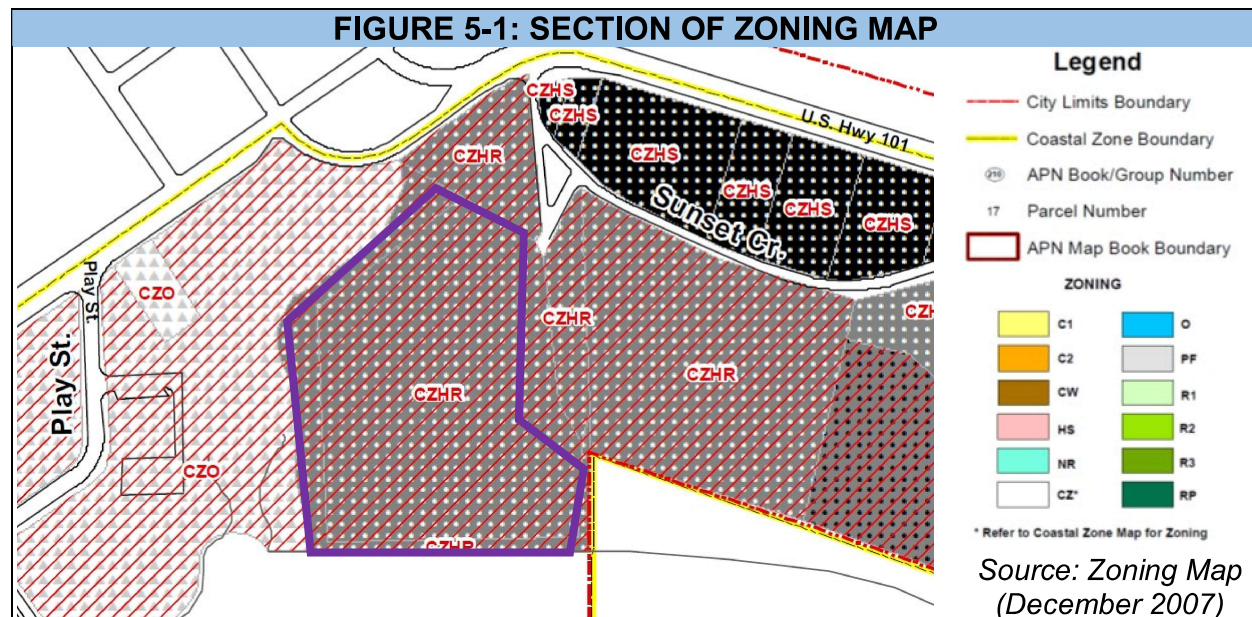 FIGURE 5-1: SECTION OF ZONING MAP
CZHS
CZHS
CZHS
CZHS
CZHS
CZHS
U.S. Hwy 101
Sunset Cr.
CZHR
CZHR
CZHR
CZHR
CZHR
CZH
CZO
CZO
Play St.
Play St.
Legend
City Limits Boundary
Coastal Zone Boundary
210 APN Book/Group Number
17 Parcel Number
APN Map Book Boundary
ZONING
C1 O
C2 PF
CW R1
HS R2
NR R3
CZ* RP
* Refer to Coastal Zone Map for Zoning
Source: Zoning Map
(December 2007)